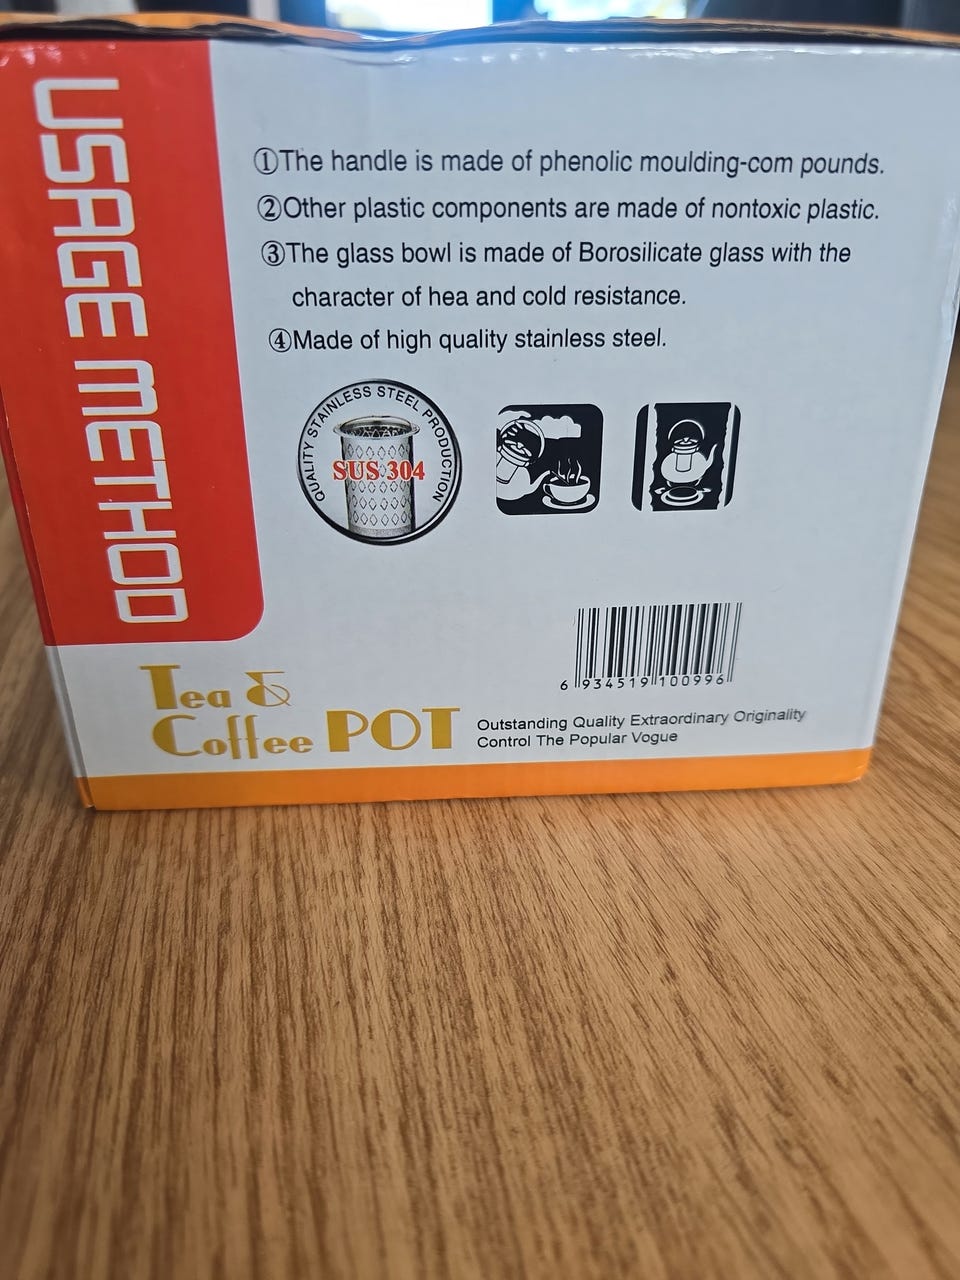 USAGE METHOD
①The handle is made of phenolic moulding-com pounds.
②Other plastic components are made of nontoxic plastic.
③The glass bowl is made of Borosilicate glass with the
character of hea and cold resistance.
④Made of high quality stainless steel.
QUALITY STAINLESS STEEL PRODUCTION
SUS 304
6 934519 100996
Tea &
Coffee POT
Outstanding Quality Extraordinary Originality
Control The Popular Vogue